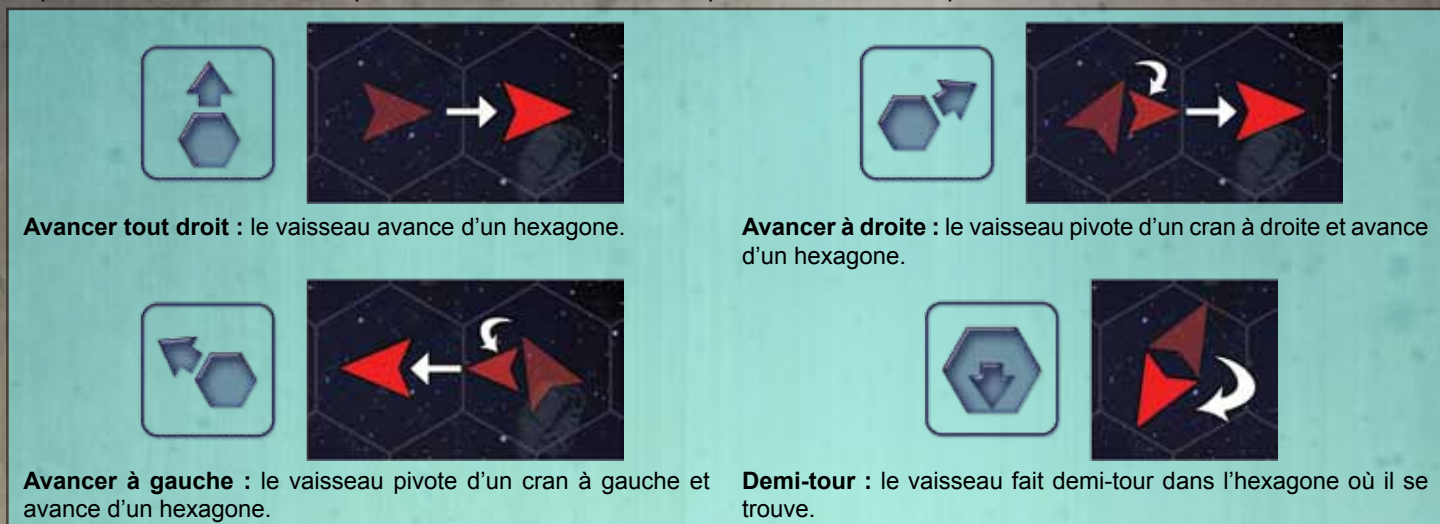 Avancer tout droit : le vaisseau avance d'un hexagone.
Avancer à droite : le vaisseau pivote d'un cran à droite et avance
d'un hexagone.
Avancer à gauche : le vaisseau pivote d'un cran à gauche et
avance d'un hexagone.
Demi-tour : le vaisseau fait demi-tour dans l'hexagone où il se
trouve.